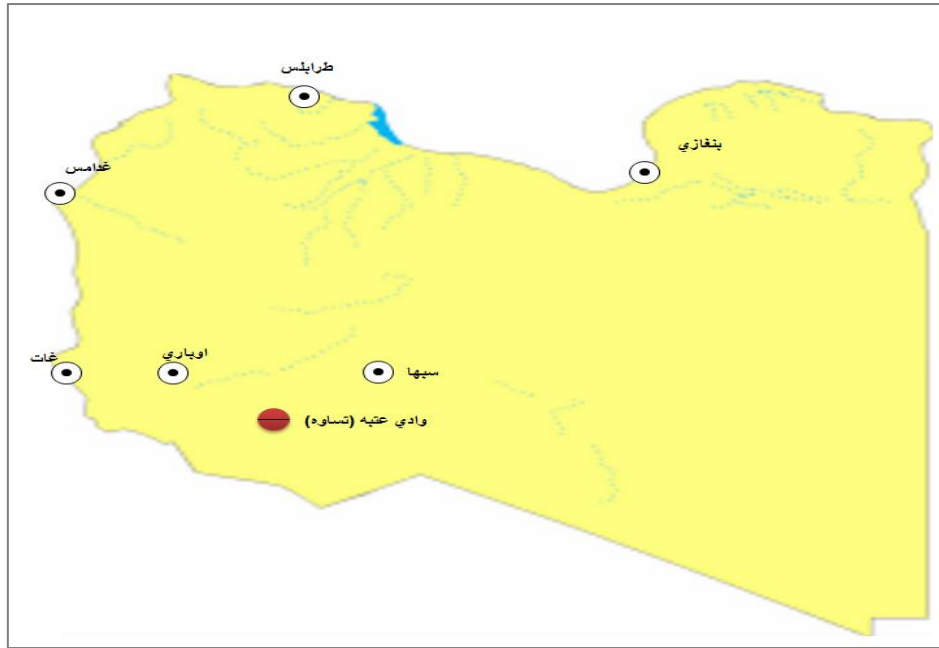 طرابلس
بنغازي
غدامس
غات
اوباري
سبها
وادي عتبه (تساوه)